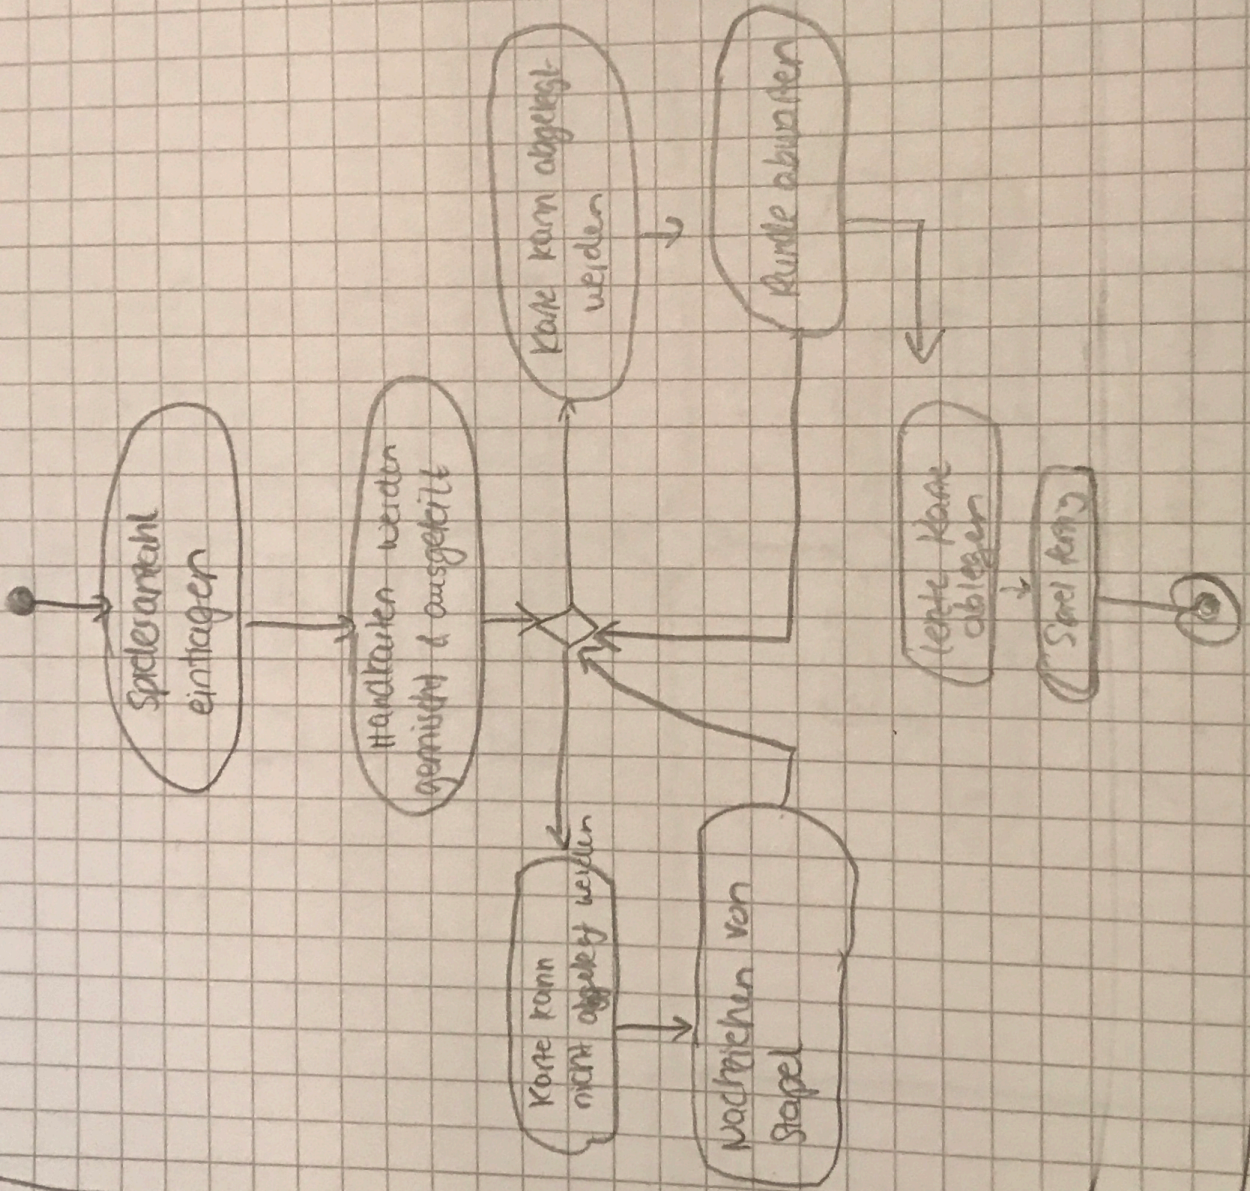 Spieleranzahl
eintragen
Handkarten werden
gemischt & ausgeteilt
Karte kann
nicht abgelegt werden
Karte kann abgelegt
werden
Nachziehen von
Stapel
Runde abwarten
letzte Karte
ablegen
Spiel fertig